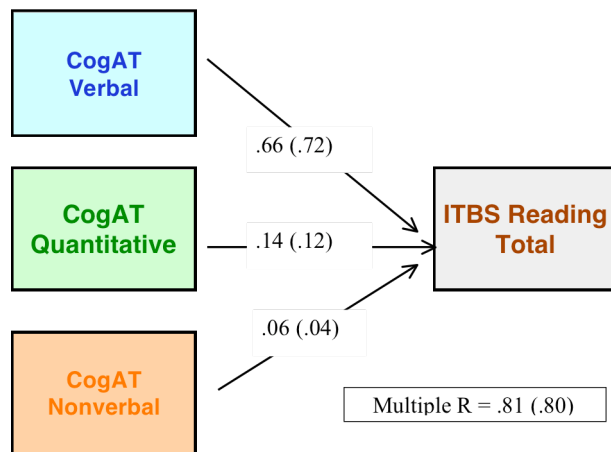 CogAT
Verbal
.66 (.72)
CogAT
Quantitative
.14 (.12)
ITBS Reading
Total
.06 (.04)
CogAT
Nonverbal
Multiple R = .81 (.80)